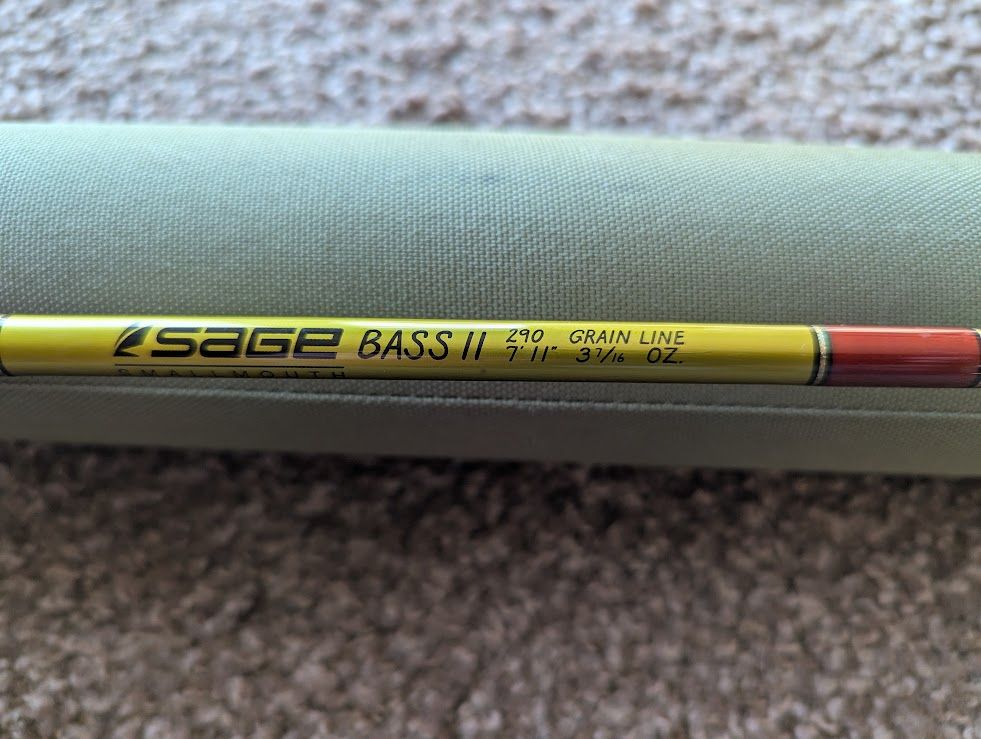 SAGE BASS II 290 GRAIN LINE
SMALLMOUTH 7' 11" 3 7/16 OZ.